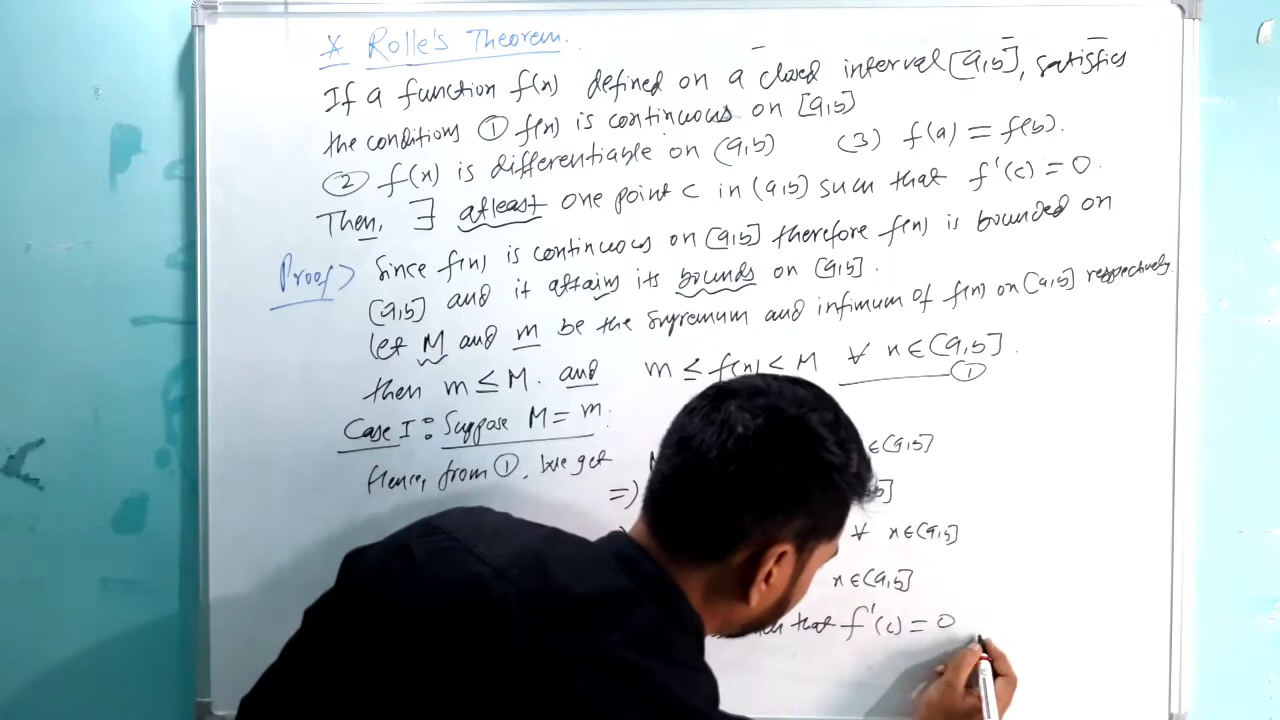 * Rolle's Theorem.
If a function f(x) defined on a closed interval [a,b], satisfies
the conditions ① f(x) is continuous on [a,b]
② f(x) is differentiable on (a,b) (3) f(a) = f(b).
Then, ∃ atleast one point c in (a,b) such that f'(c) = 0.
Proof> Since f(x) is continuous on [a,b] therefore f(x) is bounded on
[a,b] and it attains its bounds on [a,b].
let M and m be the supremum and infimum of f(x) on [a,b] respectively.
then m ≤ M. and m ≤ f(x) < M ∀ x ∈ [a,b]. ①
Case I: Suppose M = m.
Hence, from ①, we get ∈ [a,b]
=) b]
∀ x ∈ [a,b]
x ∈ [a,b]
that f'(c) = 0